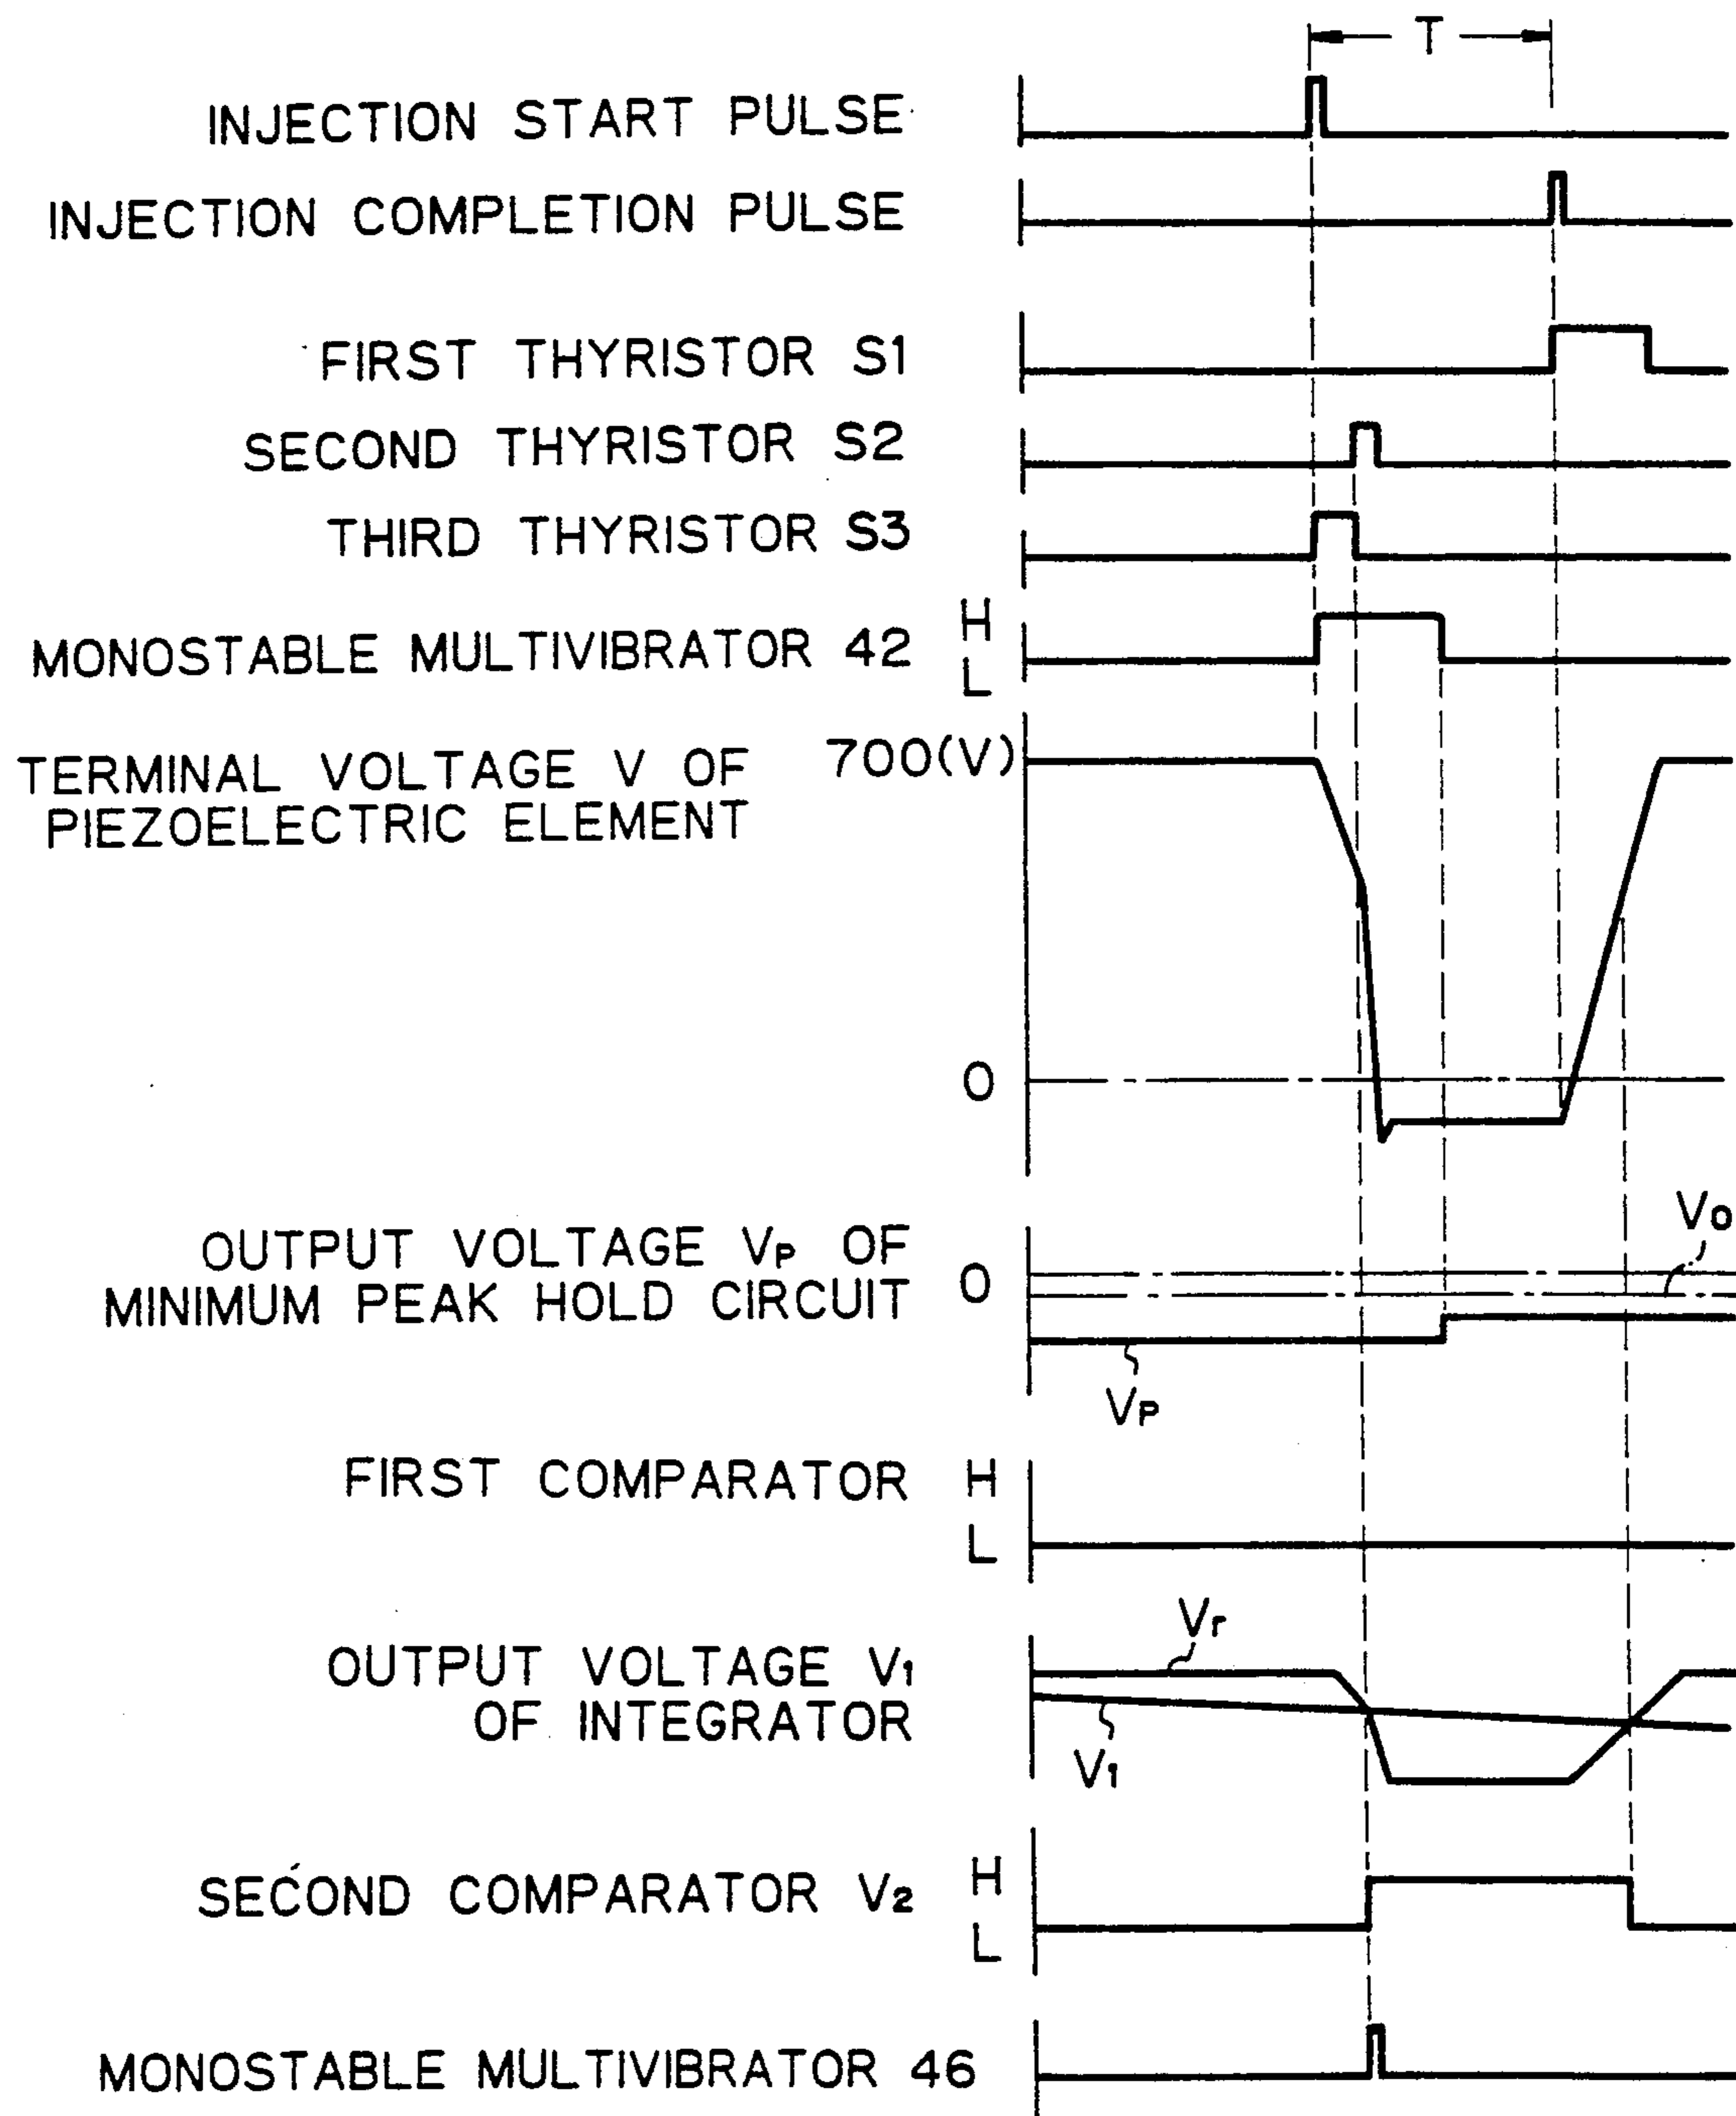 T
INJECTION START PULSE
INJECTION COMPLETION PULSE
FIRST THYRISTOR S1
SECOND THYRISTOR S2
THIRD THYRISTOR S3
H
MONOSTABLE MULTIVIBRATOR 42
L
TERMINAL VOLTAGE V OF 700(V)
PIEZOELECTRIC ELEMENT
0
Vo
OUTPUT VOLTAGE VP OF
MINIMUM PEAK HOLD CIRCUIT 0
VP
FIRST COMPARATOR H
L
Vr
OUTPUT VOLTAGE V1
OF INTEGRATOR
V1
SECOND COMPARATOR V2 H
L
MONOSTABLE MULTIVIBRATOR 46